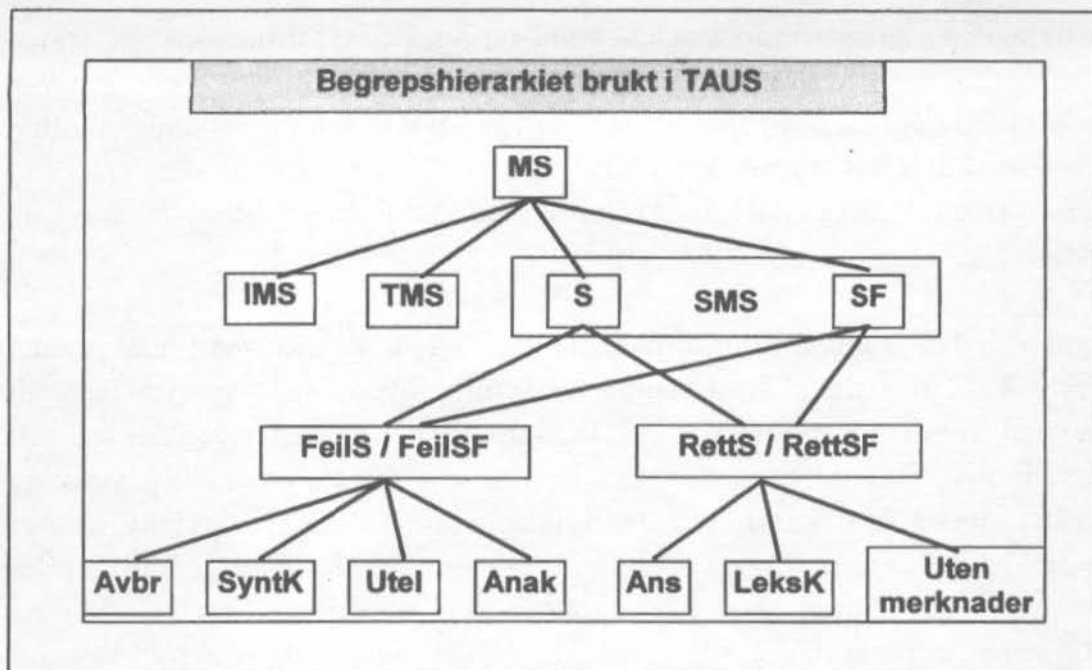 Begrepshierarkiet brukt i TAUS
MS
IMS TMS S SMS SF
FeilS / FeilSF RettS / RettSF
Avbr SyntK Utel Anak Ans LeksK Uten
merknader